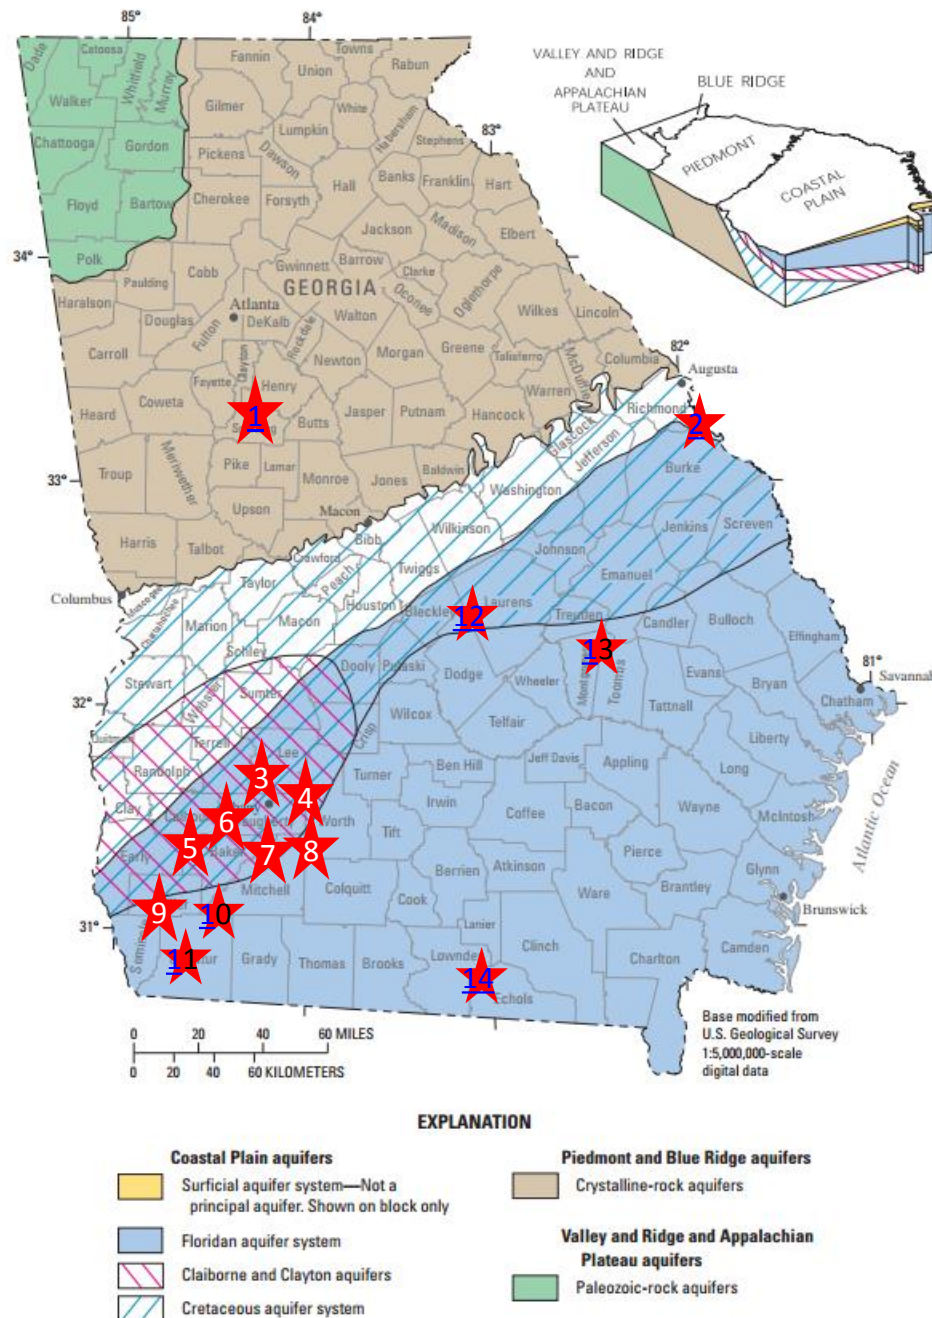 85°
84°
VALLEY AND RIDGE
AND
APPALACHIAN
PLATEAU
BLUE RIDGE
PIEDMONT
COASTAL
PLAIN
Dade
Catoosa
Whitfield
Murray
Fannin
Towns
Union
Rabun
Walker
Gilmer
White
Habersham
83°
Chattooga
Gordon
Pickens
Lumpkin
Dawson
Stephens
Floyd
Bartow
Cherokee
Forsyth
Hall
Banks
Franklin
Hart
Polk
34°
Jackson
Madison
Elbert
Paulding
Cobb
Gwinnett
Barrow
Clarke
Oconee
Oglethorpe
Haralson
GEORGIA
Atlanta
Douglas
Fulton
DeKalb
Rockdale
Walton
Wilkes
Lincoln
82°
Carroll
Clayton
Newton
Morgan
Greene
Taliaferro
McDuffie
Columbia
Augusta
Fayette
Henry
Warren
Richmond
Heard
Coweta
1
Butts
Jasper
Putnam
Hancock
Glascock
Jefferson
2
Troup
Meriwether
Pike
Lamar
Monroe
Jones
Baldwin
Washington
Burke
33°
Upson
Macon
Wilkinson
Jenkins
Screven
Harris
Talbot
Crawford
Bibb
Twiggs
Johnson
Emanuel
Columbus
Muscogee
Chattahoochee
Taylor
Peach
Houston
Bleckley
12
Laurens
Treutlen
Candler
Bulloch
Effingham
Marion
Macon
Schley
Dooly
Pulaski
Dodge
Wheeler
13
Toombs
Evans
Bryan
81°
Savannah
Stewart
Webster
Sumter
Tattnall
Chatham
32°
Quitman
Terrell
Lee
Crisp
Wilcox
Telfair
Liberty
Randolph
3
Turner
Ben Hill
Jeff Davis
Appling
Long
Clay
4
Irwin
Coffee
Bacon
Wayne
McIntosh
6
Worth
Tift
5
7
8
Early
Baker
Pierce
Atlantic Ocean
Mitchell
Colquitt
Berrien
Atkinson
Glynn
9
10
Cook
Ware
Brantley
Brunswick
31°
Lanier
11
Grady
Thomas
Brooks
14
Echols
Clinch
Charlton
Camden
0 20 40 60 MILES
0 20 40 60 KILOMETERS
Base modified from
U.S. Geological Survey
1:5,000,000-scale
digital data
EXPLANATION
Coastal Plain aquifers
Surficial aquifer system—Not a
principal aquifer. Shown on block only
Floridan aquifer system
Claiborne and Clayton aquifers
Cretaceous aquifer system
Piedmont and Blue Ridge aquifers
Crystalline-rock aquifers
Valley and Ridge and Appalachian
Plateau aquifers
Paleozoic-rock aquifers